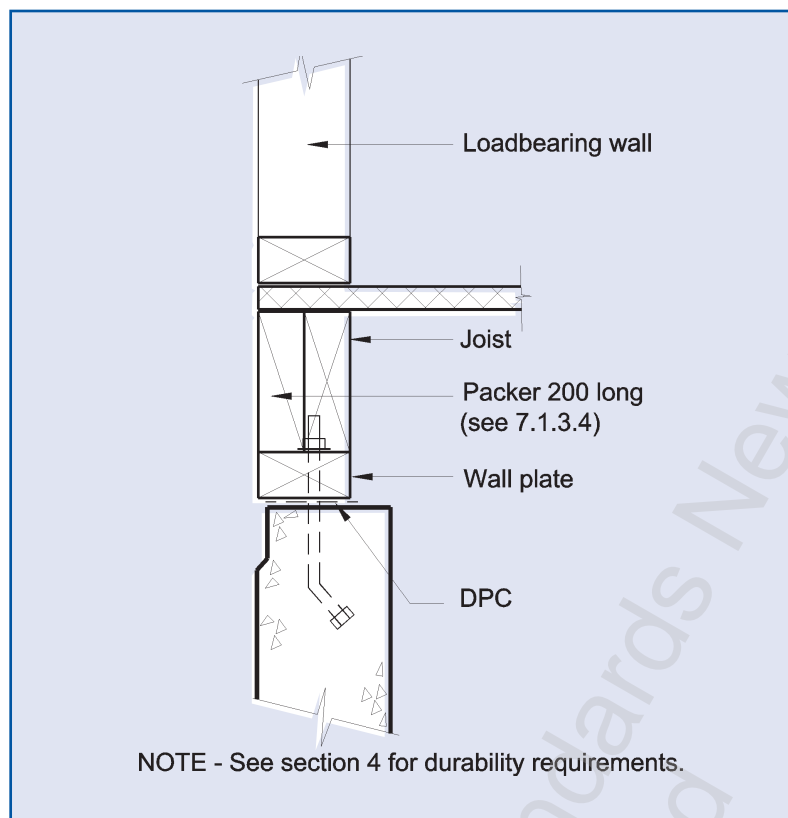 Loadbearing wall
Joist
Packer 200 long
(see 7.1.3.4)
Wall plate
DPC
NOTE - See section 4 for durability requirements.